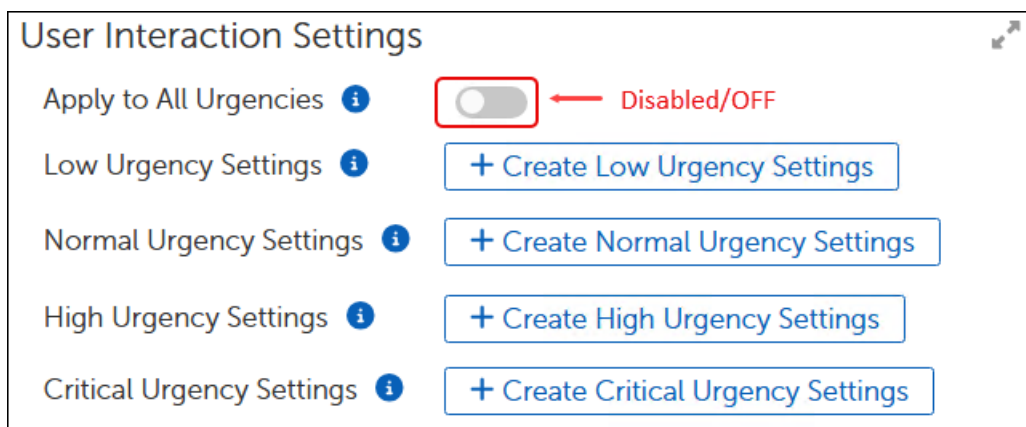 User Interaction Settings
Apply to All Urgencies i Disabled/OFF
Low Urgency Settings i + Create Low Urgency Settings
Normal Urgency Settings i + Create Normal Urgency Settings
High Urgency Settings i + Create High Urgency Settings
Critical Urgency Settings i + Create Critical Urgency Settings